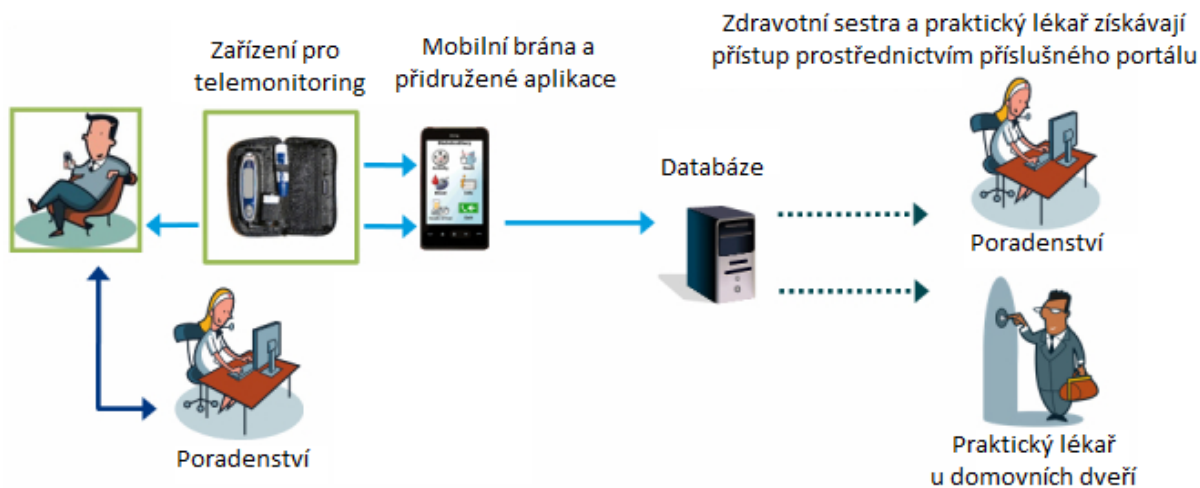 Zařízení pro
telemonitoring
Mobilní brána a
přidružené aplikace
Zdravotní sestra a praktický lékař získávají
přístup prostřednictvím příslušného portálu
Databáze
Poradenství
Poradenství
Praktický lékař
u domovních dveří